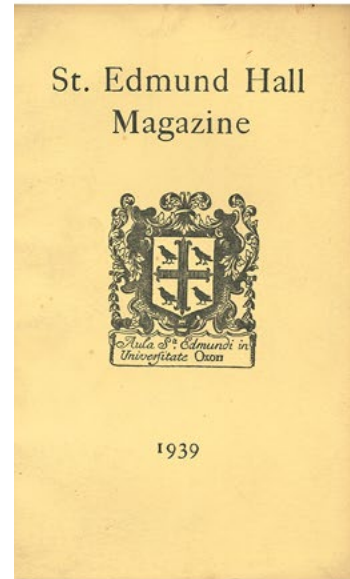 St. Edmund Hall
Magazine
Aula Sᵃ. Edmundi in
Universitate Oxon
1939